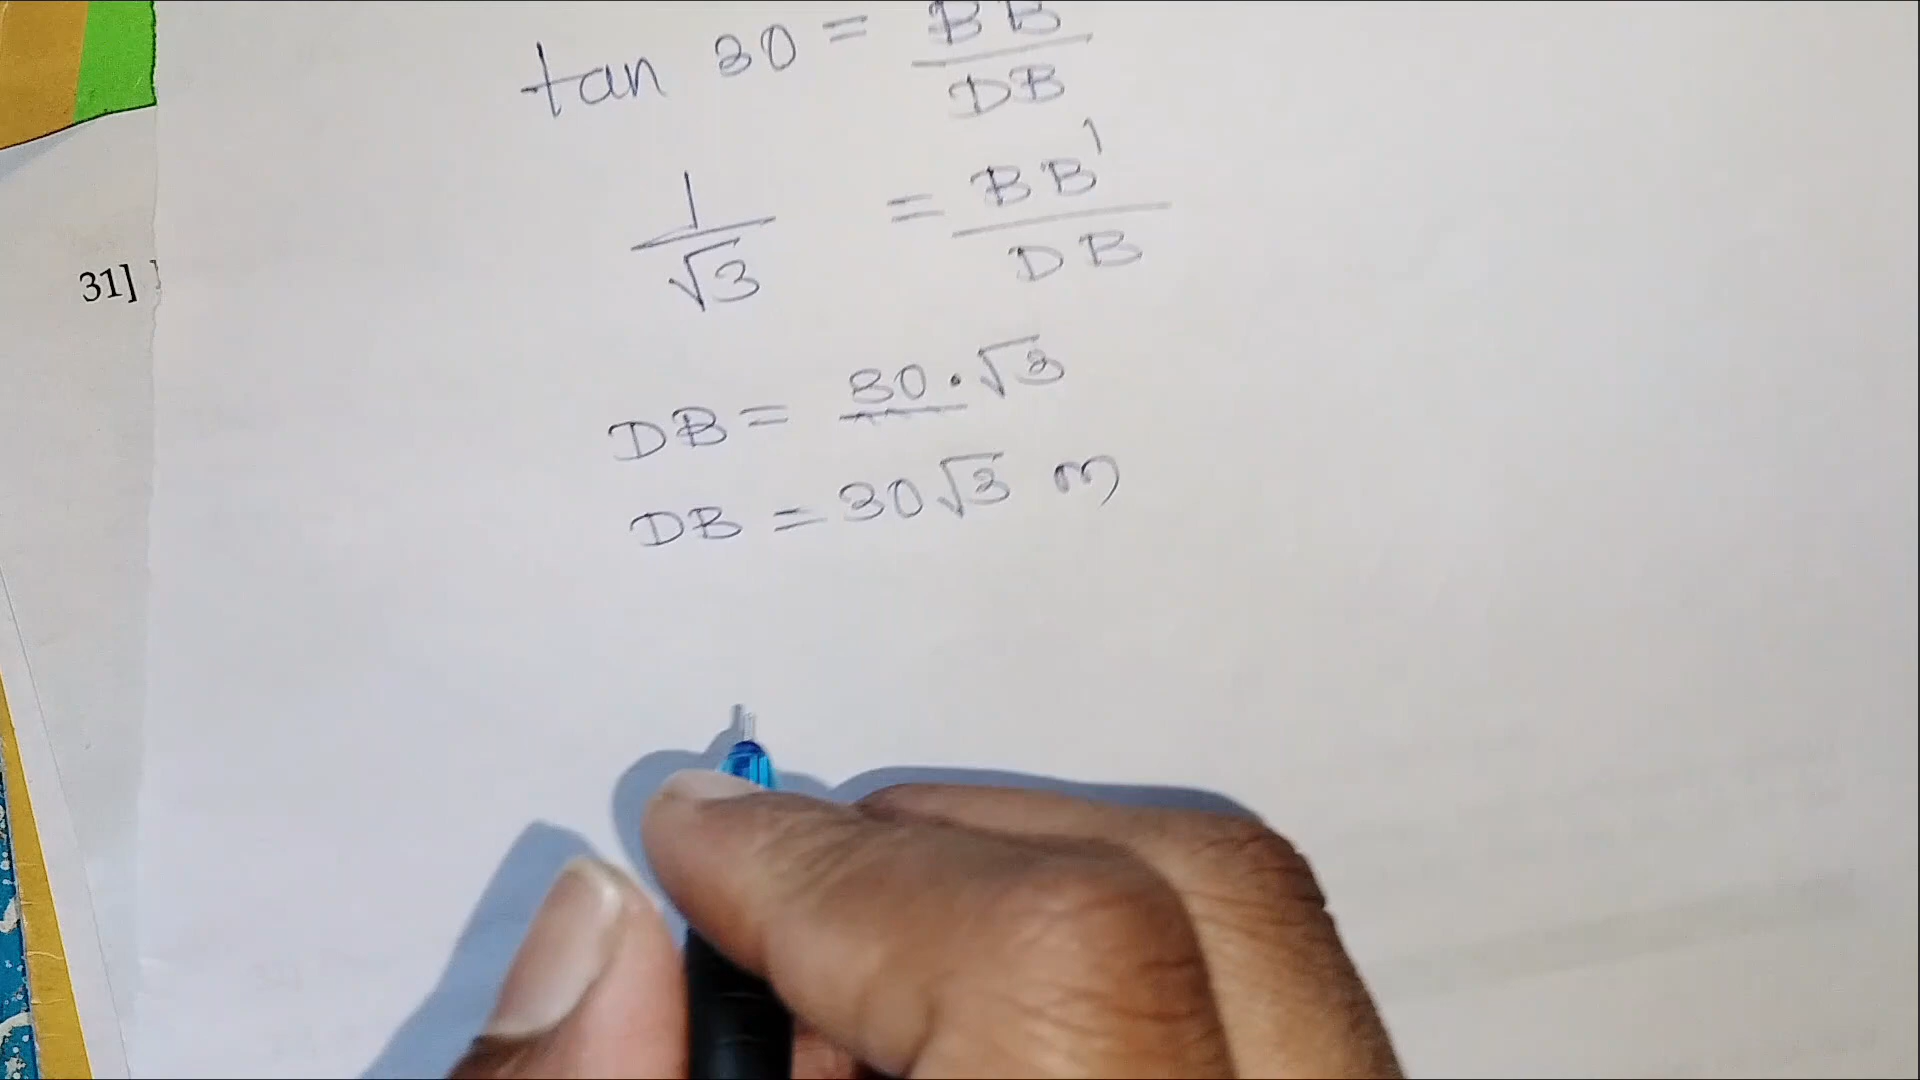 tan 30 = BB / DB
1/√3 = BB' / DB
DB = 30 · √3
DB = 30√3 m
31]